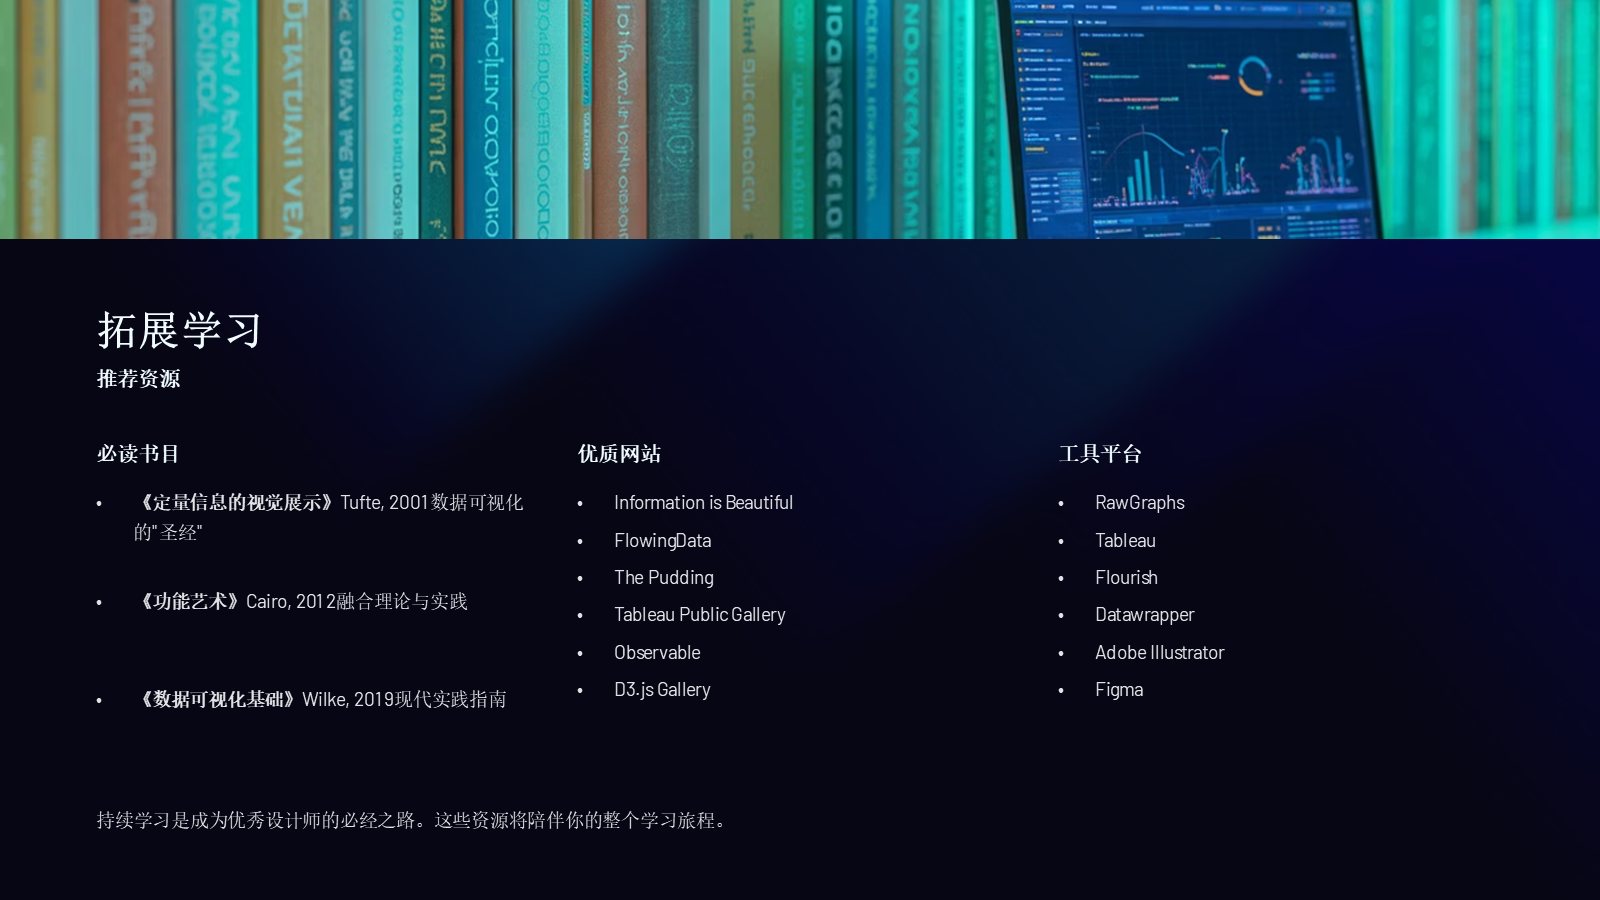 拓展学习
推荐资源
必读书目
《定量信息的视觉展示》Tufte, 2001数据可视化
的"圣经"
《功能艺术》Cairo, 2012融合理论与实践
《数据可视化基础》Wilke, 2019现代实践指南
优质网站
Information is Beautiful
FlowingData
The Pudding
Tableau Public Gallery
Observable
D3.js Gallery
工具平台
RawGraphs
Tableau
Flourish
Datawrapper
Adobe Illustrator
Figma
持续学习是成为优秀设计师的必经之路。这些资源将陪伴你的整个学习旅程。